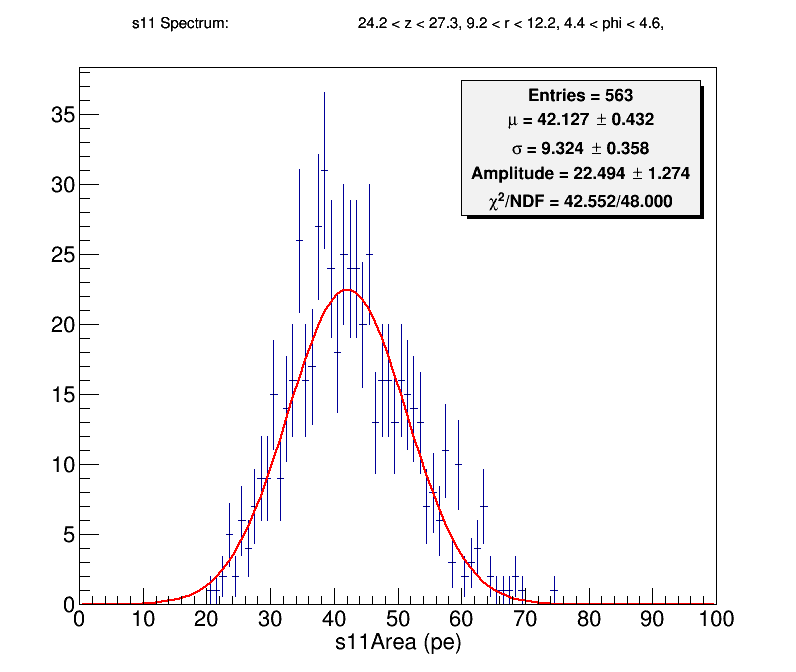 s11 Spectrum: 24.2 < z < 27.3, 9.2 < r < 12.2, 4.4 < phi < 4.6,
Entries = 563
μ = 42.127 ± 0.432
σ = 9.324 ± 0.358
Amplitude = 22.494 ± 1.274
χ²/NDF = 42.552/48.000
35
30
25
20
15
10
5
0
0 10 20 30 40 50 60 70 80 90 100
s11Area (pe)